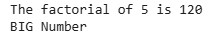 The factorial of 5 is 120
BIG Number